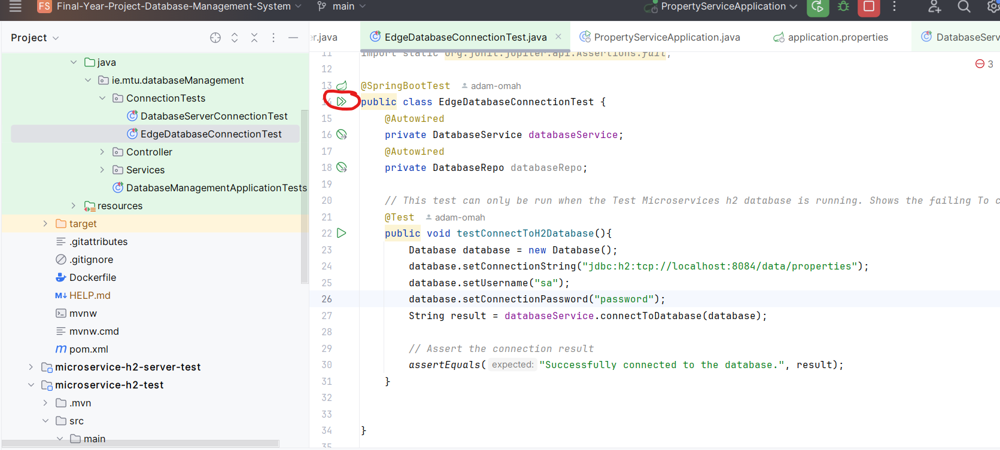 FS Final-Year-Project-Database-Management-System main PropertyServiceApplication
Project
er.java EdgeDatabaseConnectionTest.java PropertyServiceApplication.java application.properties DatabaseServ
java
ie.mtu.databaseManagement
ConnectionTests
DatabaseServerConnectionTest
EdgeDatabaseConnectionTest
Controller
Services
DatabaseManagementApplicationTests
resources
target
.gitattributes
.gitignore
Dockerfile
M↓ HELP.md
mvnw
mvnw.cmd
m pom.xml
microservice-h2-server-test
microservice-h2-test
.mvn
src
main
3
11 import static org.junit.jupiter.api.Assertions.fail;
12
13 @SpringBootTest adam-omah
14 public class EdgeDatabaseConnectionTest {
15 @Autowired
16 private DatabaseService databaseService;
17 @Autowired
18 private DatabaseRepo databaseRepo;
19
20 // This test can only be run when the Test Microservices h2 database is running. Shows the failing To c
21 @Test adam-omah
22 public void testConnectToH2Database(){
23 Database database = new Database();
24 database.setConnectionString("jdbc:h2:tcp://localhost:8084/data/properties");
25 database.setUsername("sa");
26 database.setConnectionPassword("password");
27 String result = databaseService.connectToDatabase(database);
28
29 // Assert the connection result
30 assertEquals( expected: "Successfully connected to the database.", result);
31 }
32
33
34 }
35